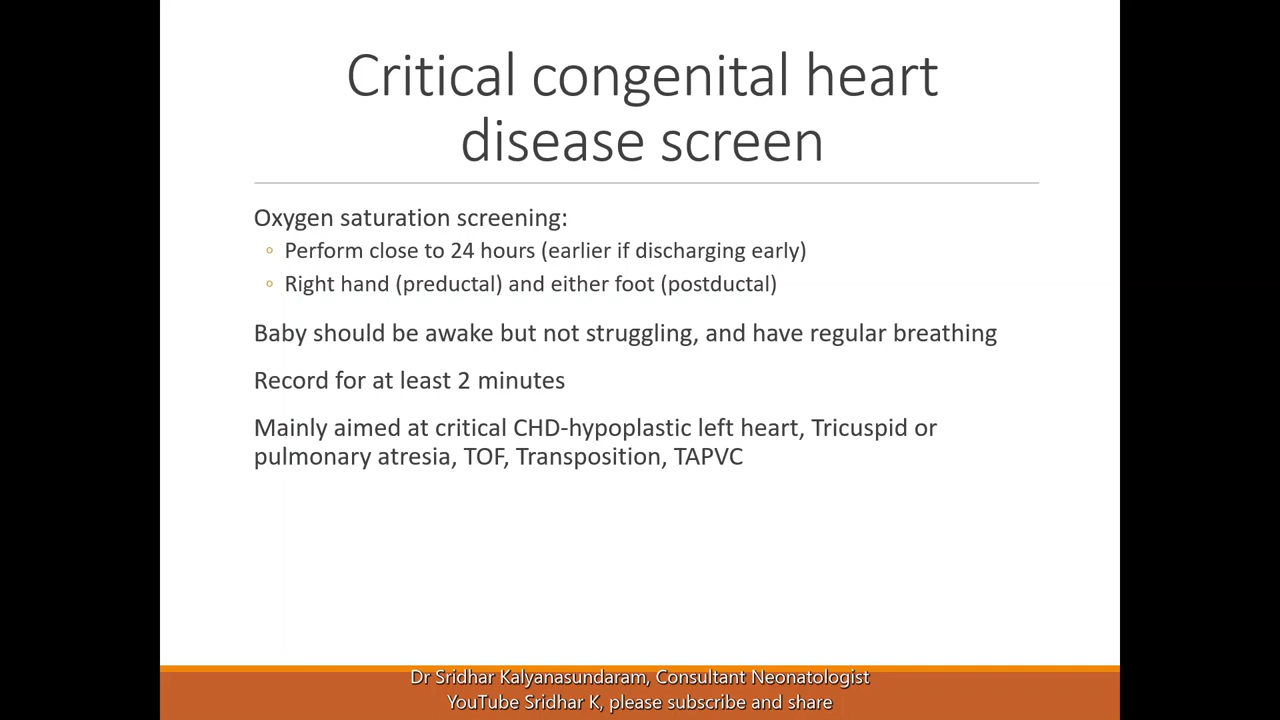 Critical congenital heart
disease screen
Oxygen saturation screening:
◦ Perform close to 24 hours (earlier if discharging early)
◦ Right hand (preductal) and either foot (postductal)
Baby should be awake but not struggling, and have regular breathing
Record for at least 2 minutes
Mainly aimed at critical CHD-hypoplastic left heart, Tricuspid or
pulmonary atresia, TOF, Transposition, TAPVC
Dr Sridhar Kalyanasundaram, Consultant Neonatologist
YouTube Sridhar K, please subscribe and share